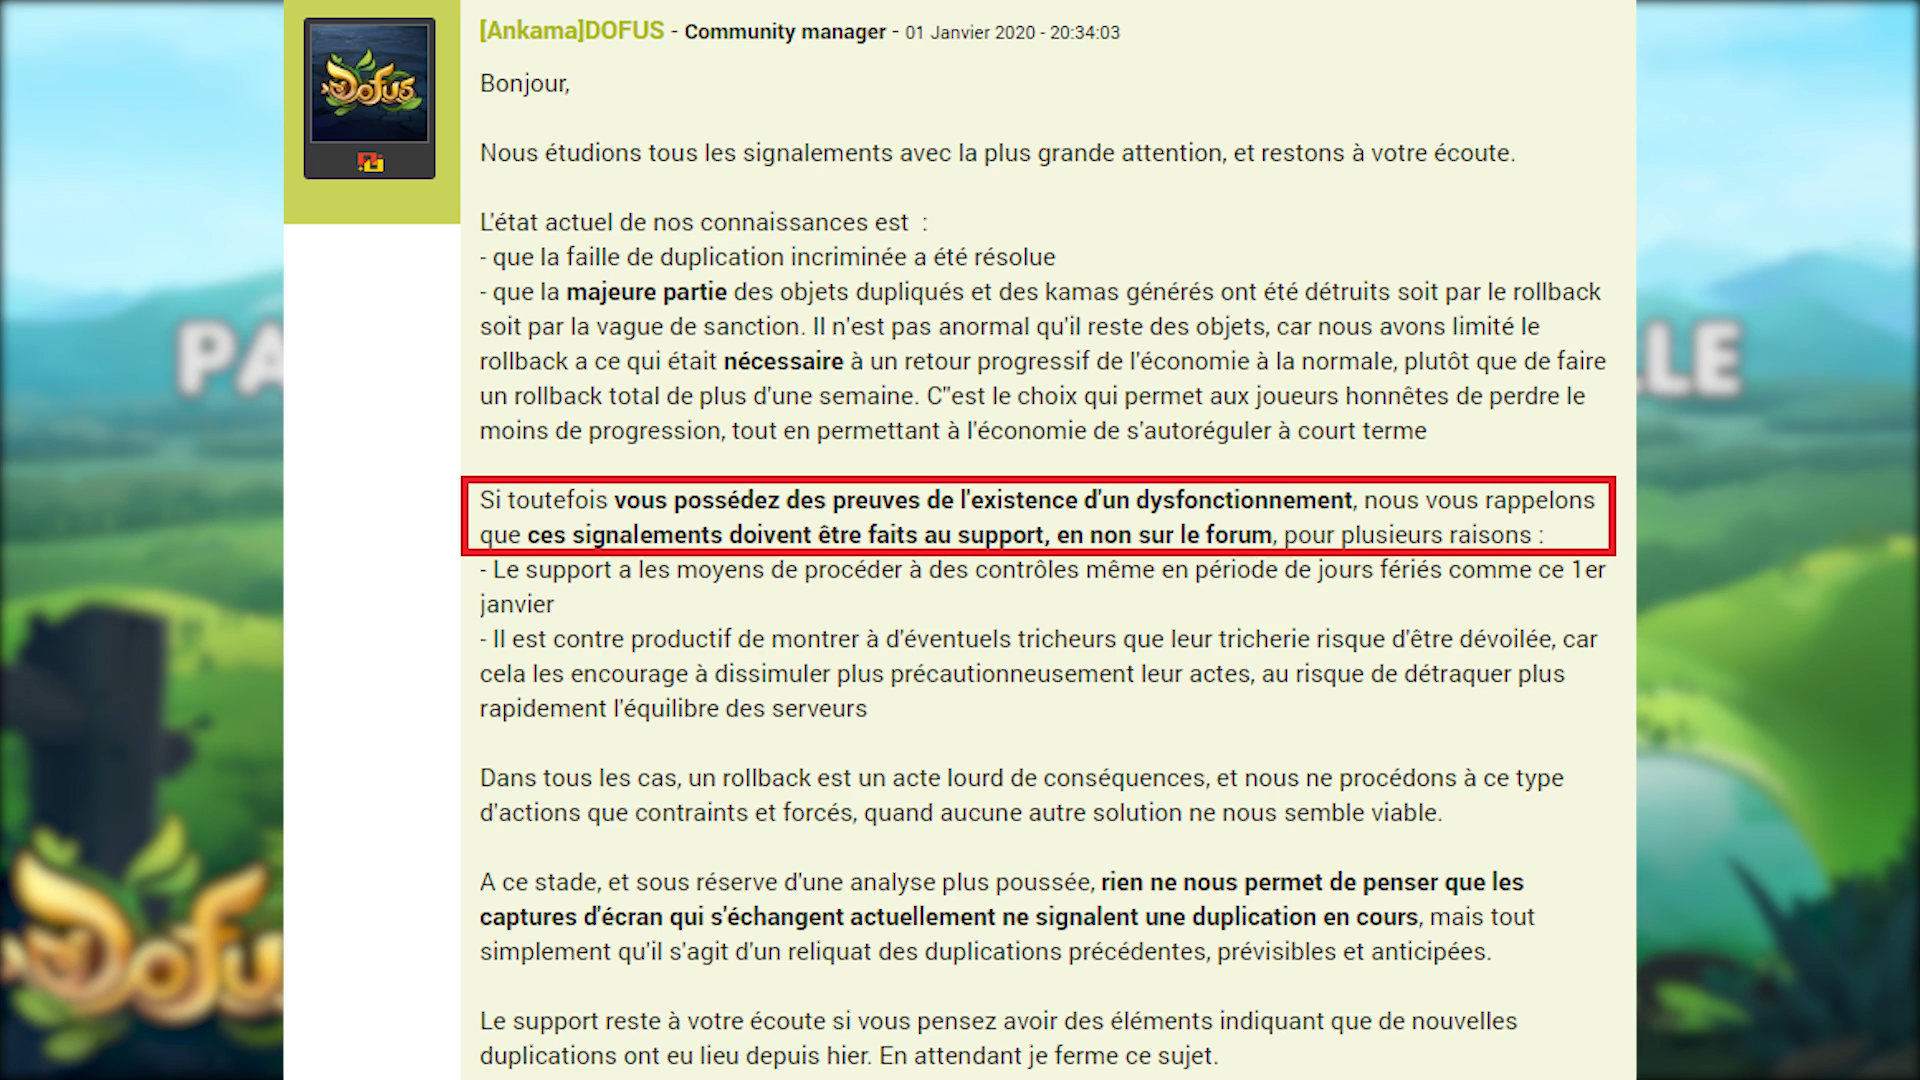 [Ankama]DOFUS - Community manager - 01 Janvier 2020 - 20:34:03
Dofus
Bonjour,
Nous étudions tous les signalements avec la plus grande attention, et restons à votre écoute.
L'état actuel de nos connaissances est :
- que la faille de duplication incriminée a été résolue
- que la majeure partie des objets dupliqués et des kamas générés ont été détruits soit par le rollback
soit par la vague de sanction. Il n'est pas anormal qu'il reste des objets, car nous avons limité le
PA
LLE
rollback a ce qui était nécessaire à un retour progressif de l'économie à la normale, plutôt que de faire
un rollback total de plus d'une semaine. C"est le choix qui permet aux joueurs honnêtes de perdre le
moins de progression, tout en permettant à l'économie de s'autoréguler à court terme
Si toutefois vous possédez des preuves de l'existence d'un dysfonctionnement, nous vous rappelons
que ces signalements doivent être faits au support, en non sur le forum, pour plusieurs raisons :
- Le support a les moyens de procéder à des contrôles même en période de jours fériés comme ce 1er
janvier
- Il est contre productif de montrer à d'éventuels tricheurs que leur tricherie risque d'être dévoilée, car
cela les encourage à dissimuler plus précautionneusement leur actes, au risque de détraquer plus
rapidement l'équilibre des serveurs
Dans tous les cas, un rollback est un acte lourd de conséquences, et nous ne procédons à ce type
d'actions que contraints et forcés, quand aucune autre solution ne nous semble viable.
A ce stade, et sous réserve d'une analyse plus poussée, rien ne nous permet de penser que les
captures d'écran qui s'échangent actuellement ne signalent une duplication en cours, mais tout
simplement qu'il s'agit d'un reliquat des duplications précédentes, prévisibles et anticipées.
Dofu
Le support reste à votre écoute si vous pensez avoir des éléments indiquant que de nouvelles
duplications ont eu lieu depuis hier. En attendant je ferme ce sujet.